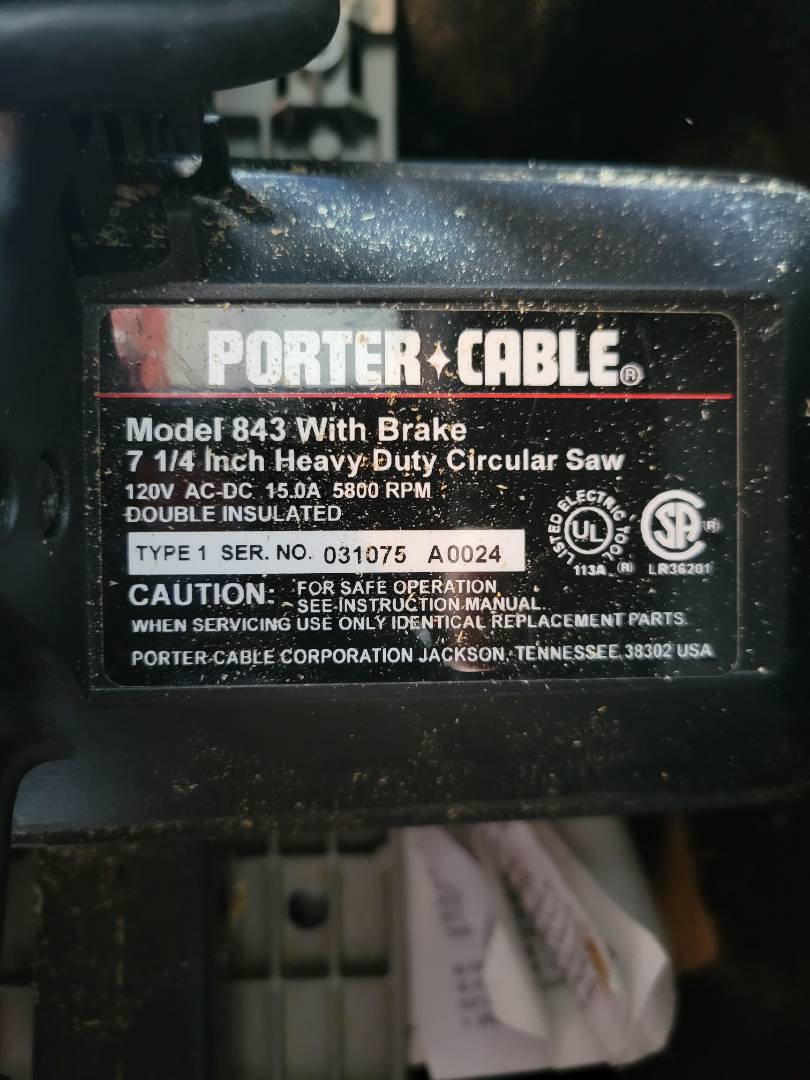 PORTER✦CABLE®
Model 843 With Brake
7 1/4 Inch Heavy Duty Circular Saw
120V AC-DC 15.0A 5800 RPM
DOUBLE INSULATED
LISTED ELECTRIC TOOL
UL
113A ®
SA ®
LR36201
TYPE 1 SER. NO. 031075 A0024
CAUTION: FOR SAFE OPERATION
SEE INSTRUCTION MANUAL.
WHEN SERVICING USE ONLY IDENTICAL REPLACEMENT PARTS.
PORTER-CABLE CORPORATION JACKSON, TENNESSEE 38302 USA